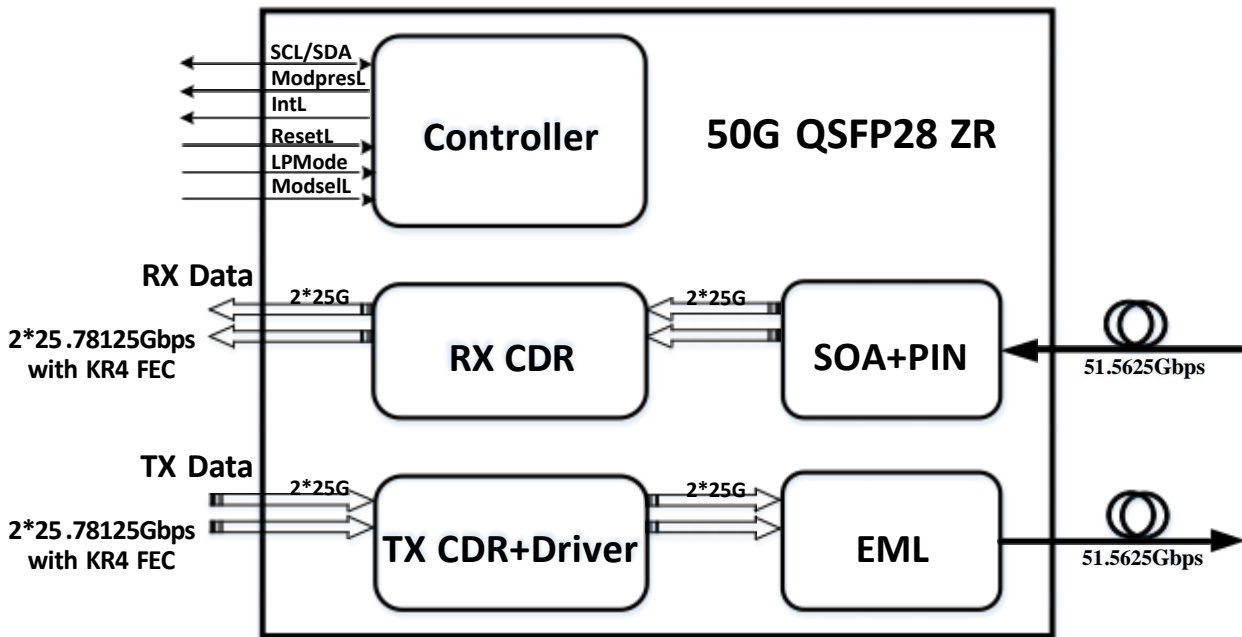 SCL/SDA
ModpresL
IntL
ResetL
LPMode
ModselL
Controller
50G QSFP28 ZR
RX Data
2*25.78125Gbps
with KR4 FEC
2*25G
RX CDR
2*25G
SOA+PIN
51.5625Gbps
TX Data
2*25.78125Gbps
with KR4 FEC
2*25G
TX CDR+Driver
2*25G
EML
51.5625Gbps